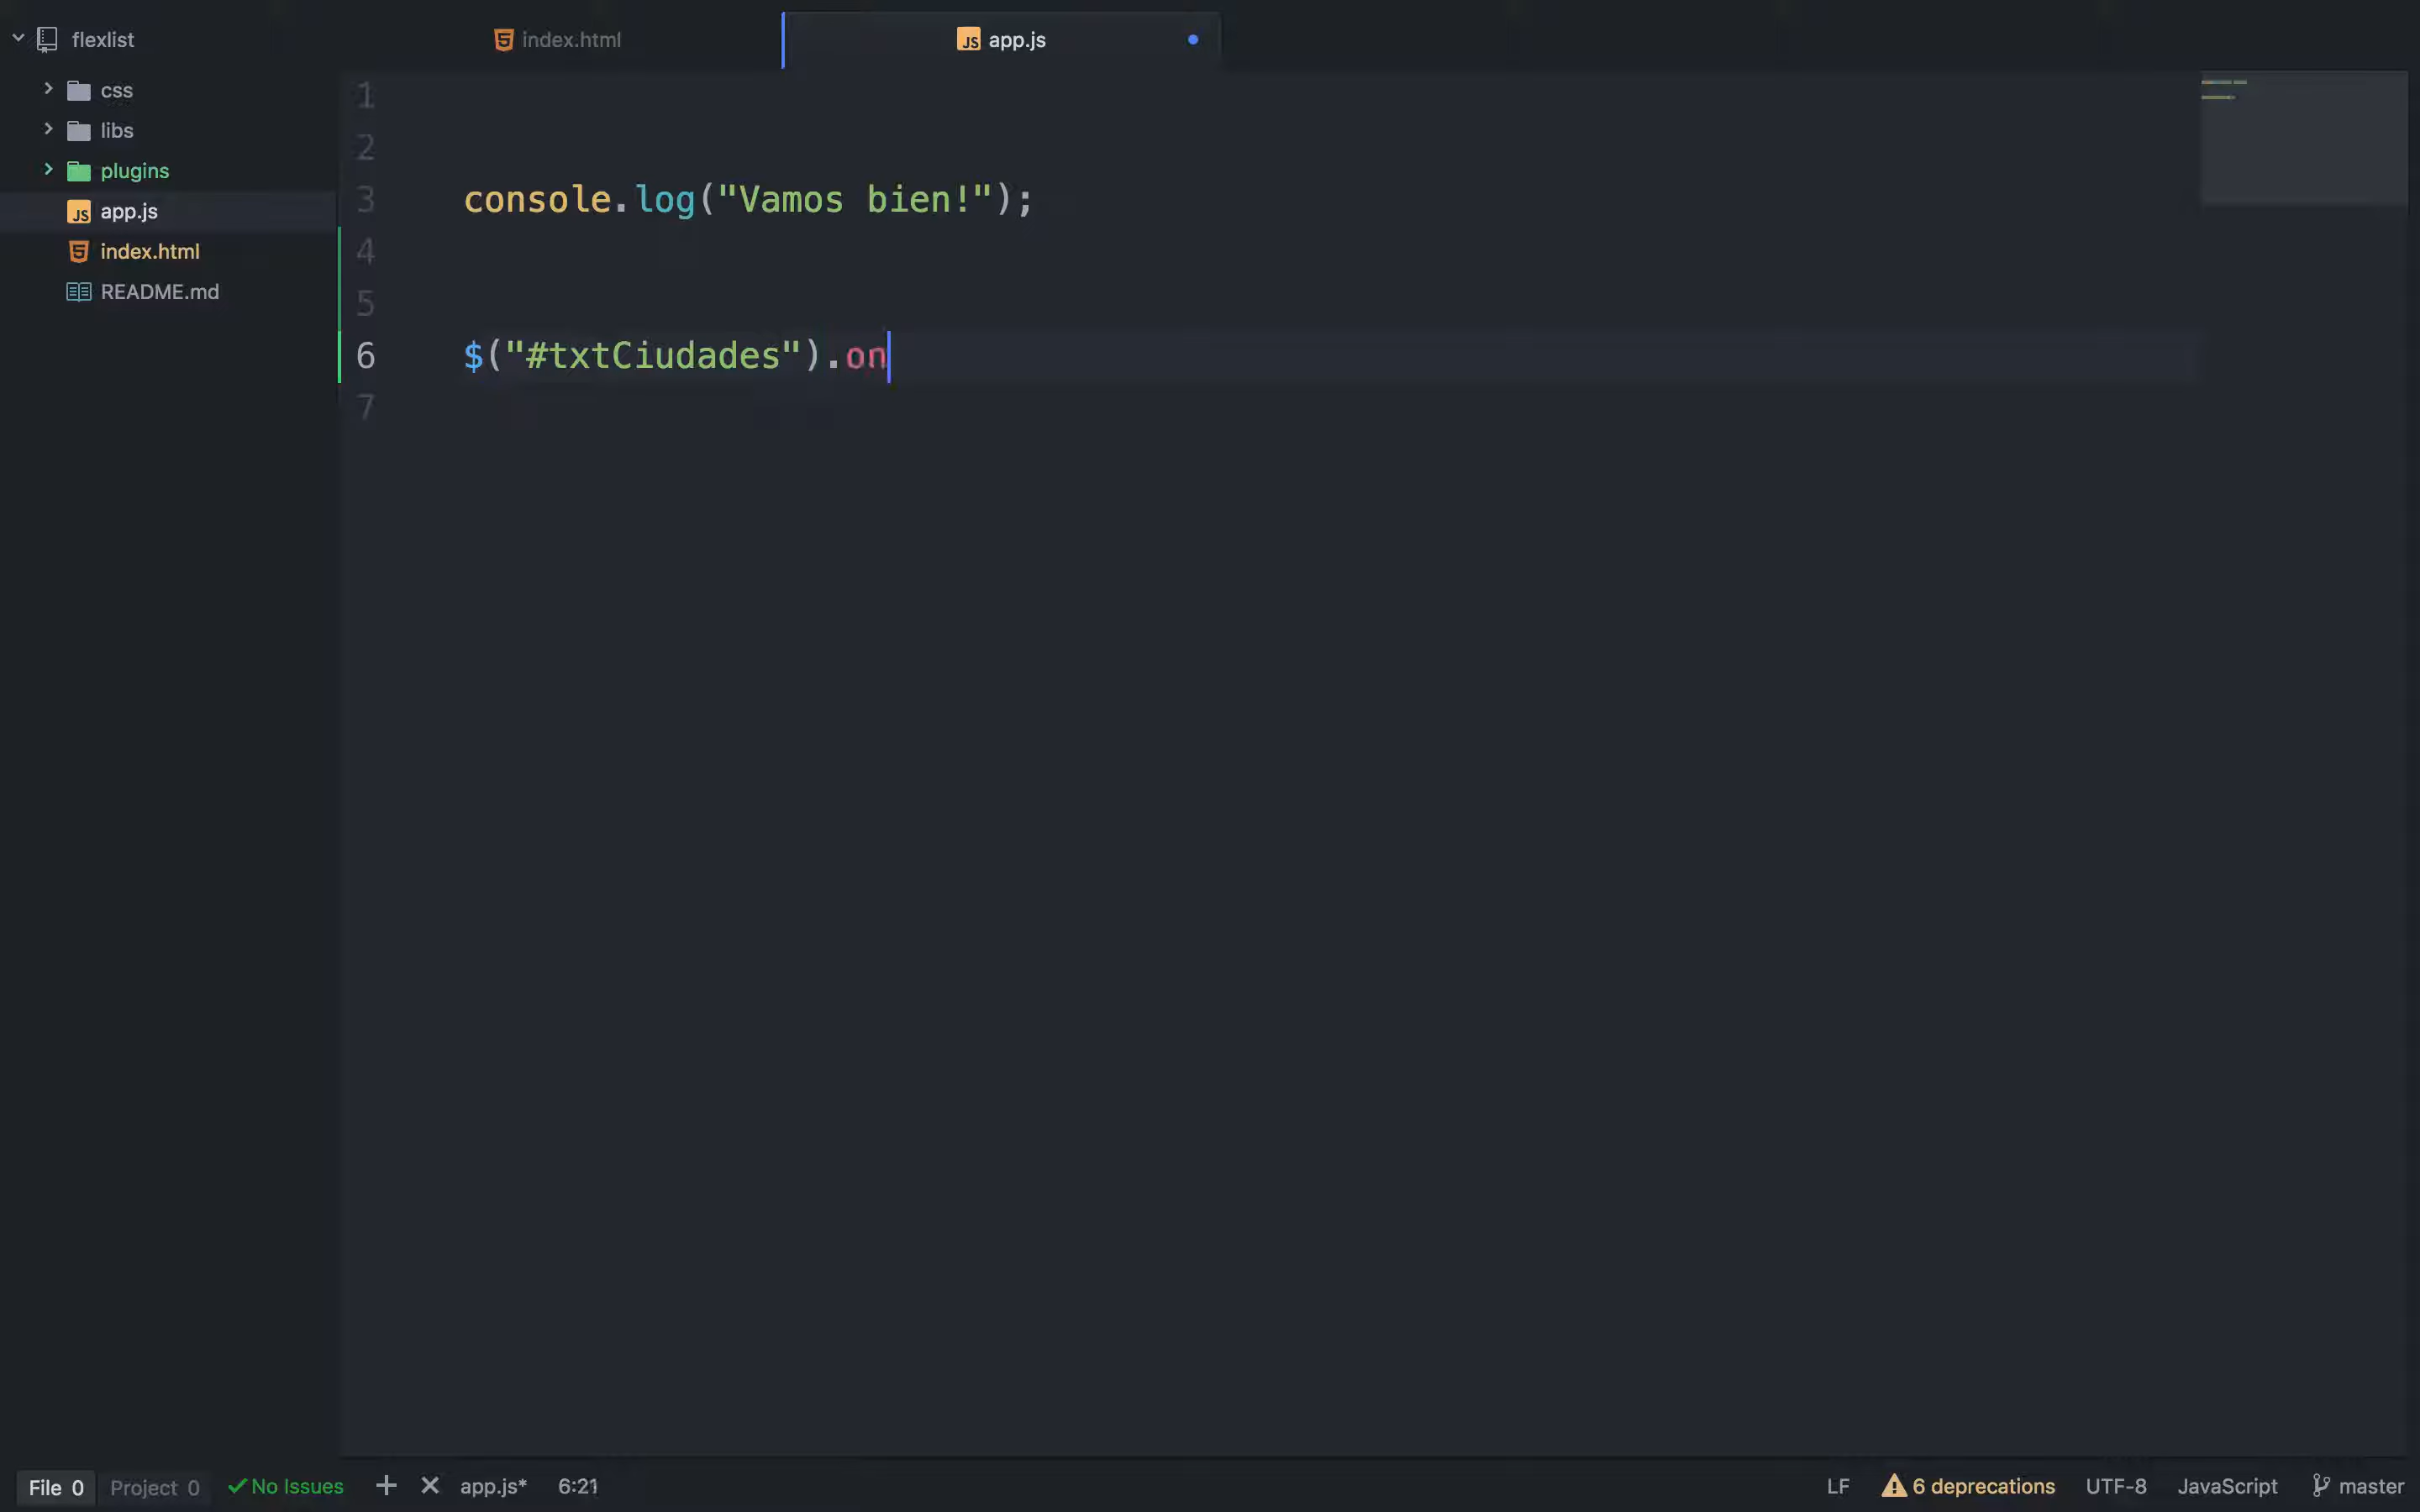 flexlist
css
libs
plugins
app.js
index.html
README.md
index.html
app.js
1
2
3 console.log("Vamos bien!");
4
5
6 $("#txtCiudades").on
7
File 0 Project 0 No Issues app.js* 6:21 LF 6 deprecations UTF-8 JavaScript master